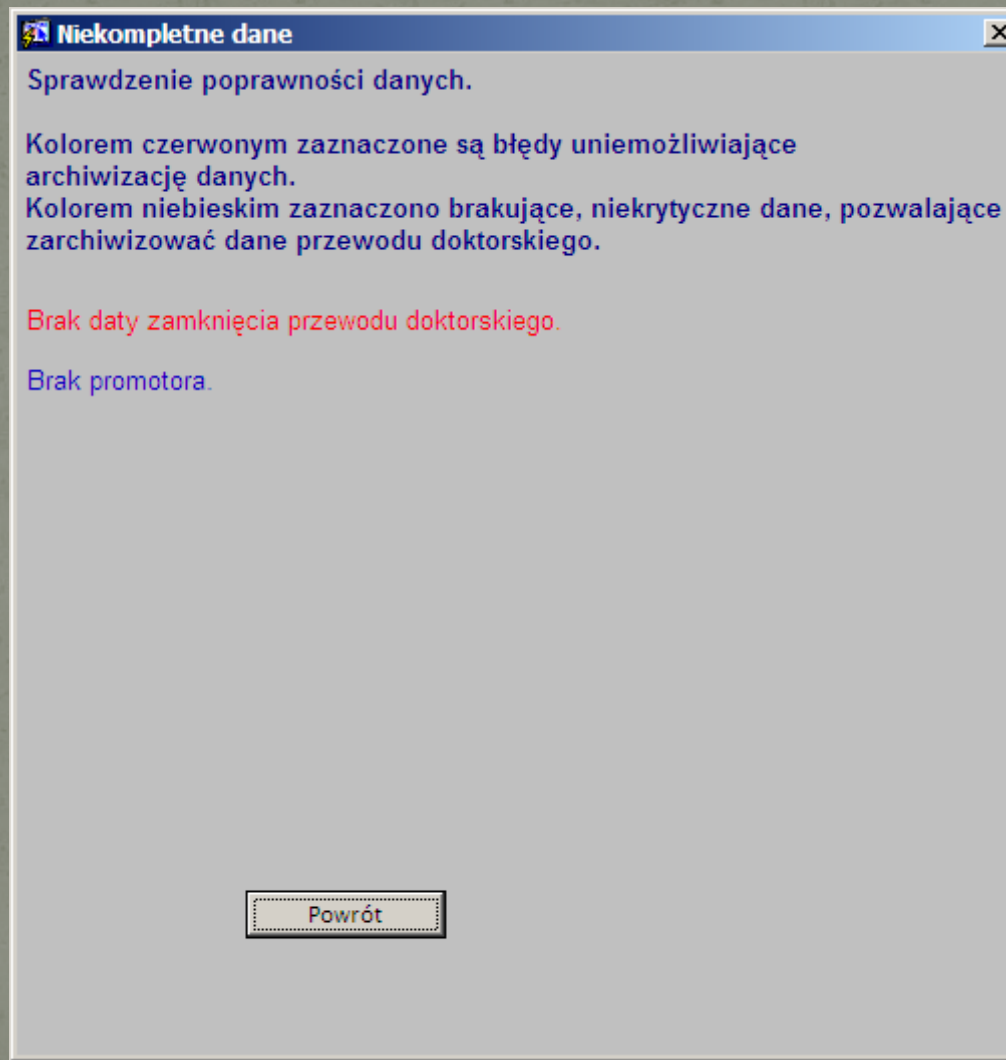 Niekompletne dane
Sprawdzenie poprawności danych.
Kolorem czerwonym zaznaczone są błędy uniemożliwiające
archiwizację danych.
Kolorem niebieskim zaznaczono brakujące, niekrytyczne dane, pozwalające
zarchiwizować dane przewodu doktorskiego.
Brak daty zamknięcia przewodu doktorskiego.
Brak promotora.
Powrót